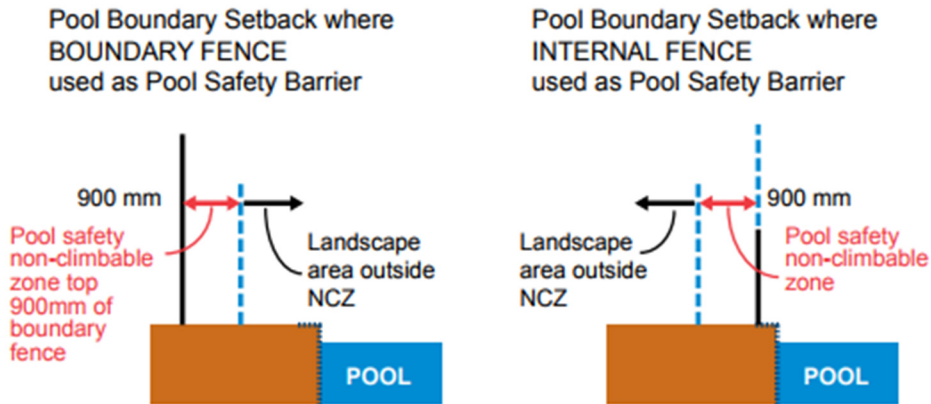 Pool Boundary Setback where
BOUNDARY FENCE
used as Pool Safety Barrier
900 mm
Pool safety
non-climbable
zone top
900mm of
boundary
fence
Landscape
area outside
NCZ
POOL
Pool Boundary Setback where
INTERNAL FENCE
used as Pool Safety Barrier
900 mm
Landscape
area outside
NCZ
Pool safety
non-climbable
zone
POOL